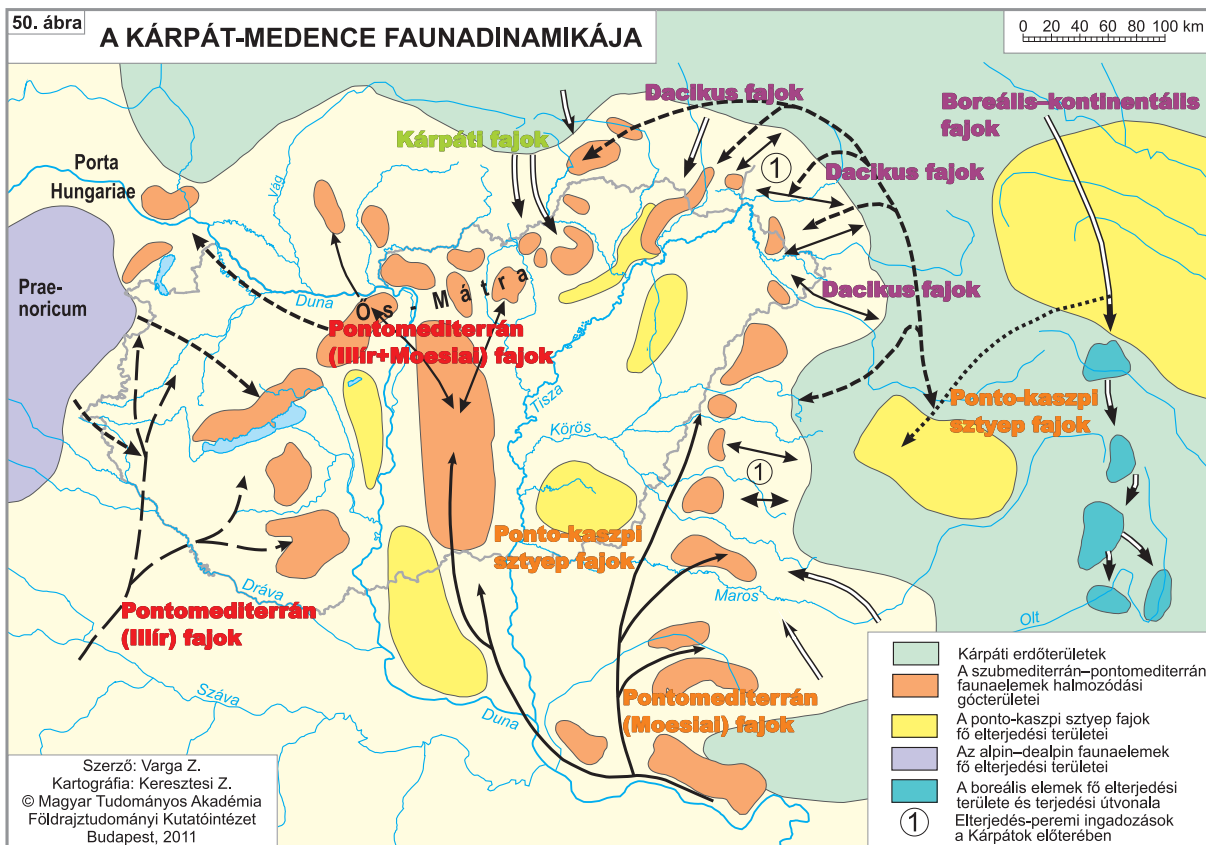 50. ábra
A KÁRPÁT-MEDENCE FAUNADINAMIKÁJA
0 20 40 60 80 100 km
Dacikus fajok
Boreális–kontinentális
fajok
Kárpáti fajok
Porta
Hungariae
Vág
1
Dacikus fajok
Prae-
noricum
Duna
Ős - Mátra
Dacikus fajok
Pontomediterrán
(Illír+Moesiai) fajok
Tisza
Ponto-kaszpi
sztyep fajok
Körös
1
Ponto-kaszpi
sztyep fajok
Dráva
Maros
Pontomediterrán
(Illír) fajok
Olt
Száva
Duna
Pontomediterrán
(Moesiai) fajok
Kárpáti erdőterületek
A szubmediterrán–pontomediterrán
faunaelemek halmozódási
gócterületei
A ponto-kaszpi sztyep fajok
fő elterjedési területei
Az alpin–dealpin faunaelemek
fő elterjedési területei
A boreális elemek fő elterjedési
területe és terjedési útvonala
1
Elterjedés-peremi ingadozások
a Kárpátok előterében
Szerző: Varga Z.
Kartográfia: Keresztesi Z.
© Magyar Tudományos Akadémia
Földrajztudományi Kutatóintézet
Budapest, 2011